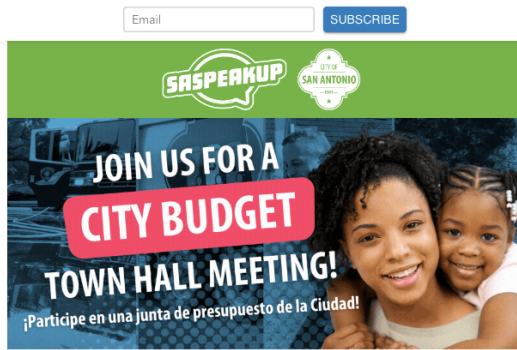 Email
SUBSCRIBE
SASPEAKUP
CITY OF
SAN ANTONIO
JOIN US FOR A
CITY BUDGET
TOWN HALL MEETING!
¡Participe en una junta de presupuesto de la Ciudad!